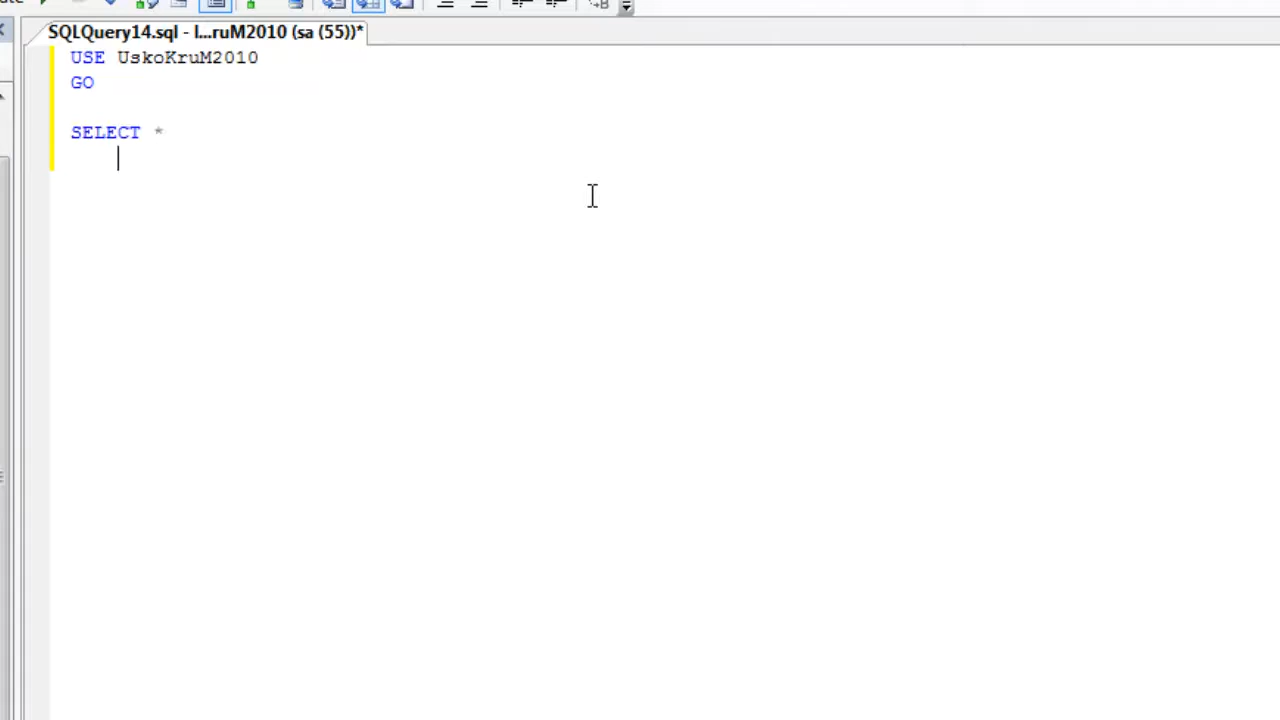 SQLQuery14.sql - l...ruM2010 (sa (55))*
USE UskoKruM2010
GO
SELECT *